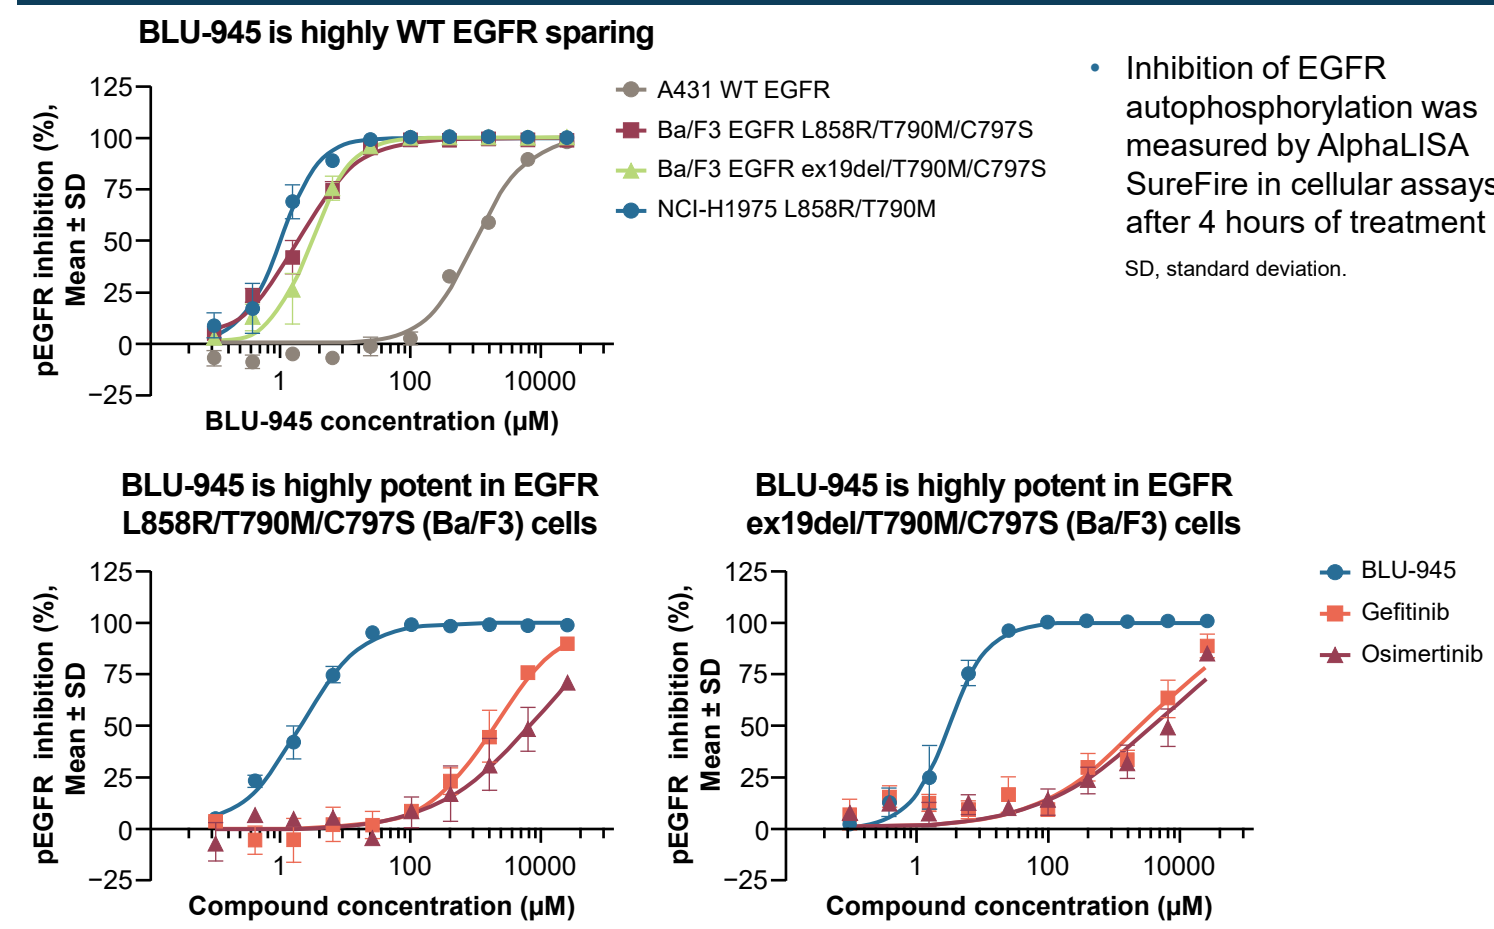 BLU-945 is highly WT EGFR sparing
pEGFR inhibition (%),
Mean ± SD
125
100
75
50
25
0
−25
1
100
10000
BLU-945 concentration (µM)
A431 WT EGFR
Ba/F3 EGFR L858R/T790M/C797S
Ba/F3 EGFR ex19del/T790M/C797S
NCI-H1975 L858R/T790M
• Inhibition of EGFR
autophosphorylation was
measured by AlphaLISA
SureFire in cellular assays
after 4 hours of treatment
SD, standard deviation.
BLU-945 is highly potent in EGFR
L858R/T790M/C797S (Ba/F3) cells
pEGFR inhibition (%),
Mean ± SD
125
100
75
50
25
0
−25
1
100
10000
Compound concentration (µM)
BLU-945 is highly potent in EGFR
ex19del/T790M/C797S (Ba/F3) cells
pEGFR inhibition (%),
Mean ± SD
125
100
75
50
25
0
−25
1
100
10000
Compound concentration (µM)
BLU-945
Gefitinib
Osimertinib